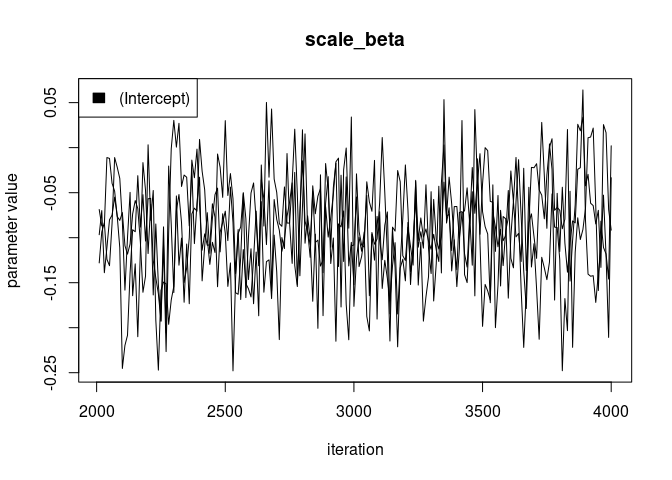 scale_beta
(Intercept)
parameter value
0.05
-0.05
-0.15
-0.25
2000 2500 3000 3500 4000
iteration